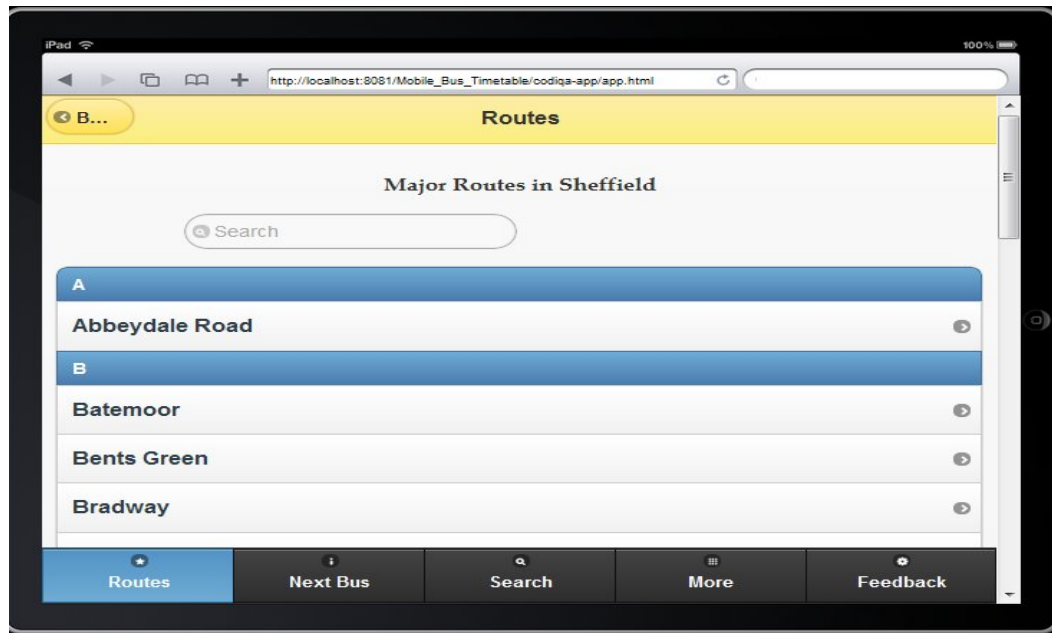 iPad
100%
http://localhost:8081/Mobile_Bus_Timetable/codiqa-app/app.html
B...
Routes
Major Routes in Sheffield
Search
A
Abbeydale Road
B
Batemoor
Bents Green
Bradway
Routes
Next Bus
Search
More
Feedback